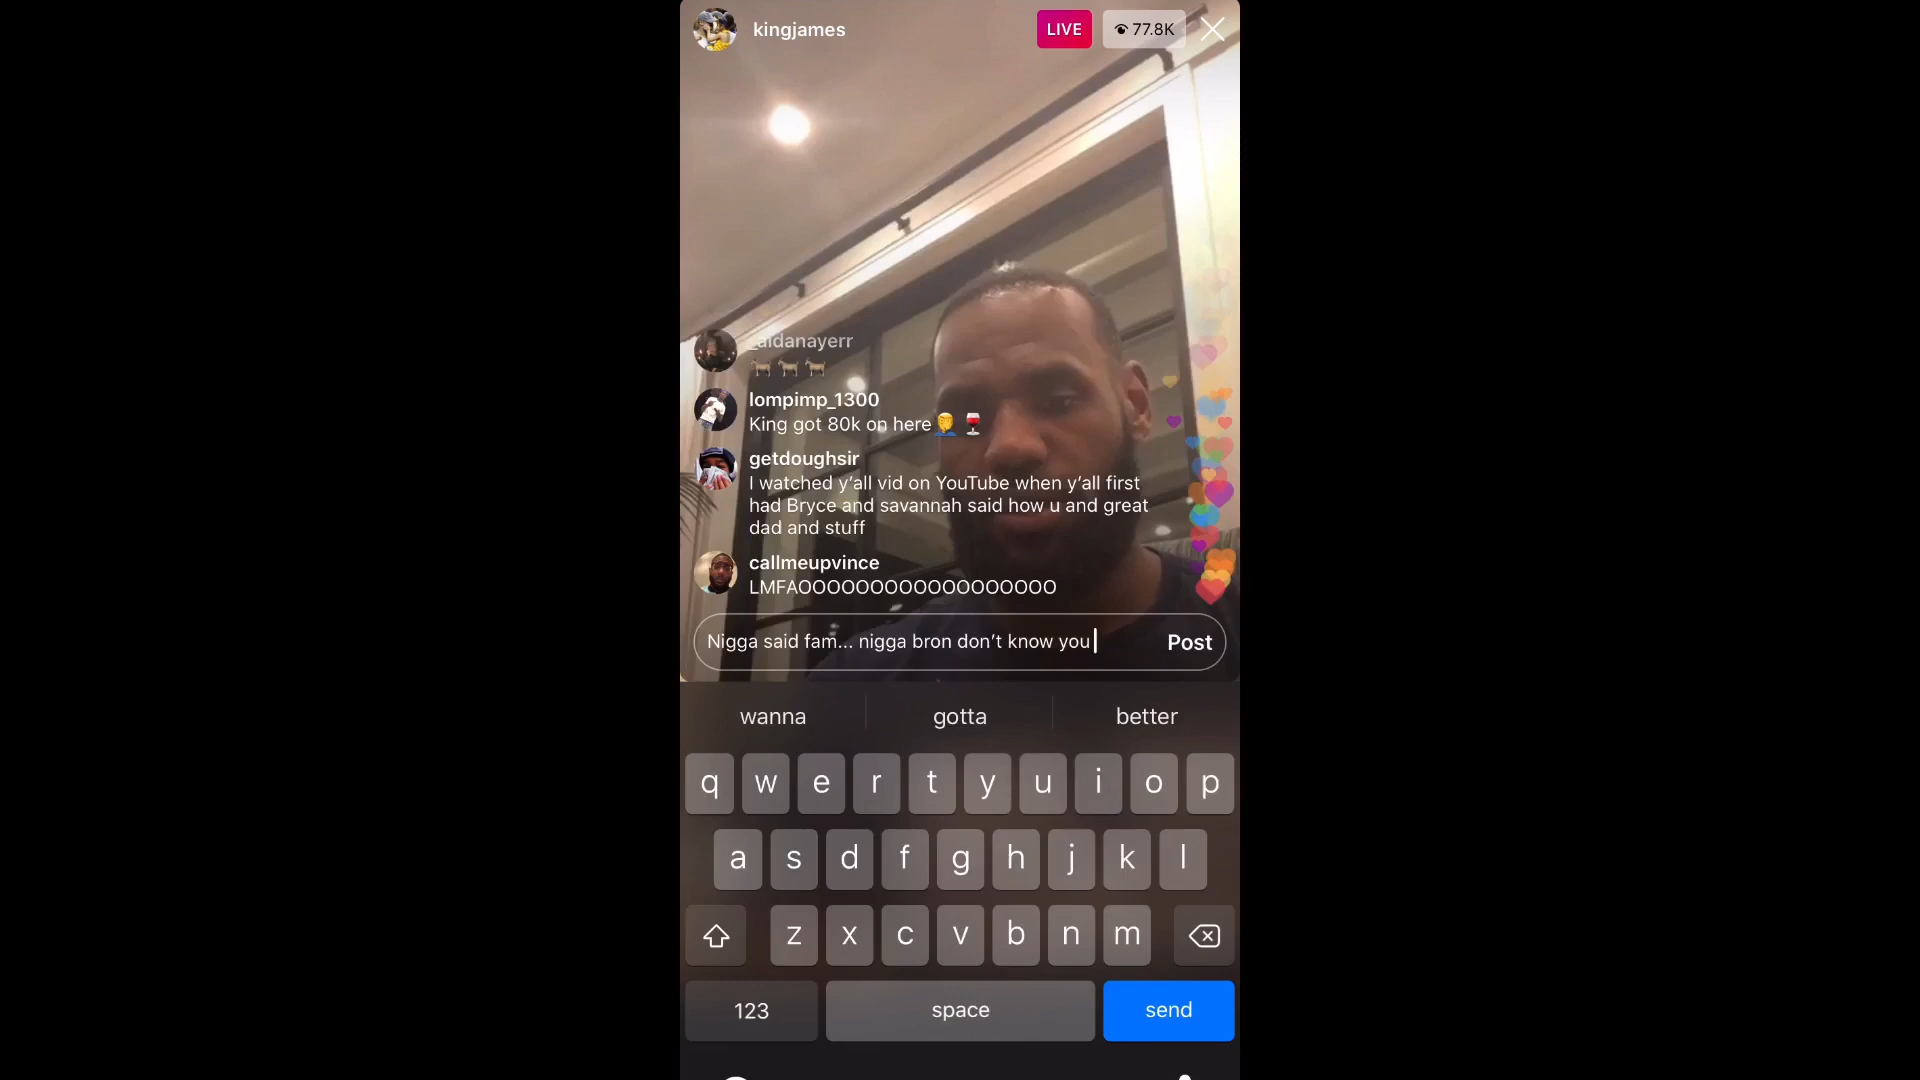 kingjames
LIVE
77.8K
_aidanayerr
🐐🐐🐐
lompimp_1300
King got 80k on here🤦‍♂️🍷
getdoughsir
I watched y’all vid on YouTube when y’all first
had Bryce and savannah said how u and great
dad and stuff
callmeupvince
LMFAOOOOOOOOOOOOOOOOOO
Nigga said fam... nigga bron don’t know you
Post
wanna gotta better
q w e r t y u i o p
a s d f g h j k l
z x c v b n m
123 space send